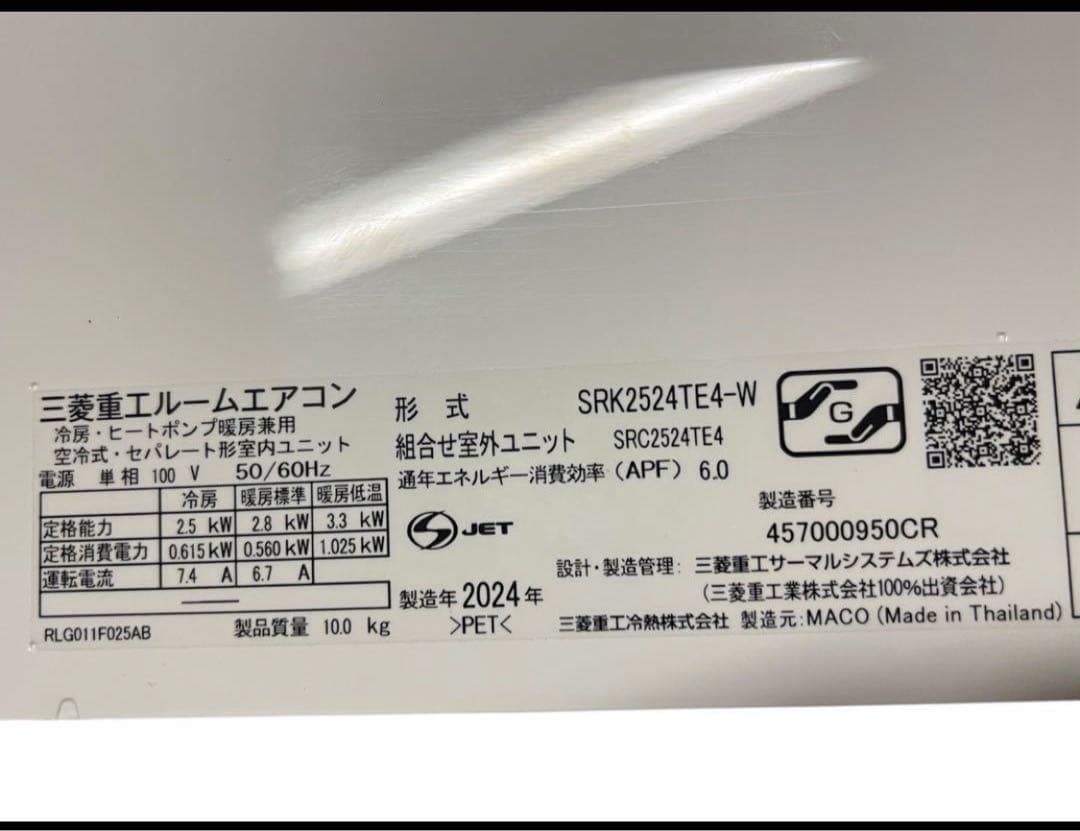 三菱重工ルームエアコン
冷房・ヒートポンプ暖房兼用
空冷式・セパレート形室内ユニット
電源 単相 100 V 50/60Hz
冷房 暖房標準 暖房低温
定格能力 2.5 kW 2.8 kW 3.3 kW
定格消費電力 0.615 kW 0.560 kW 1.025 kW
運転電流 7.4 A 6.7 A
RLG011F025AB 製品質量 10.0 kg
形式 SRK2524TE4-W
組合せ室外ユニット SRC2524TE4
通年エネルギー消費効率（APF） 6.0
G
JET
製造番号
457000950CR
設計・製造管理: 三菱重工サーマルシステムズ株式会社
（三菱重工業株式会社100%出資会社）
製造年 2024 年
>PET<
三菱重工冷熱株式会社 製造元:MACO (Made in Thailand)